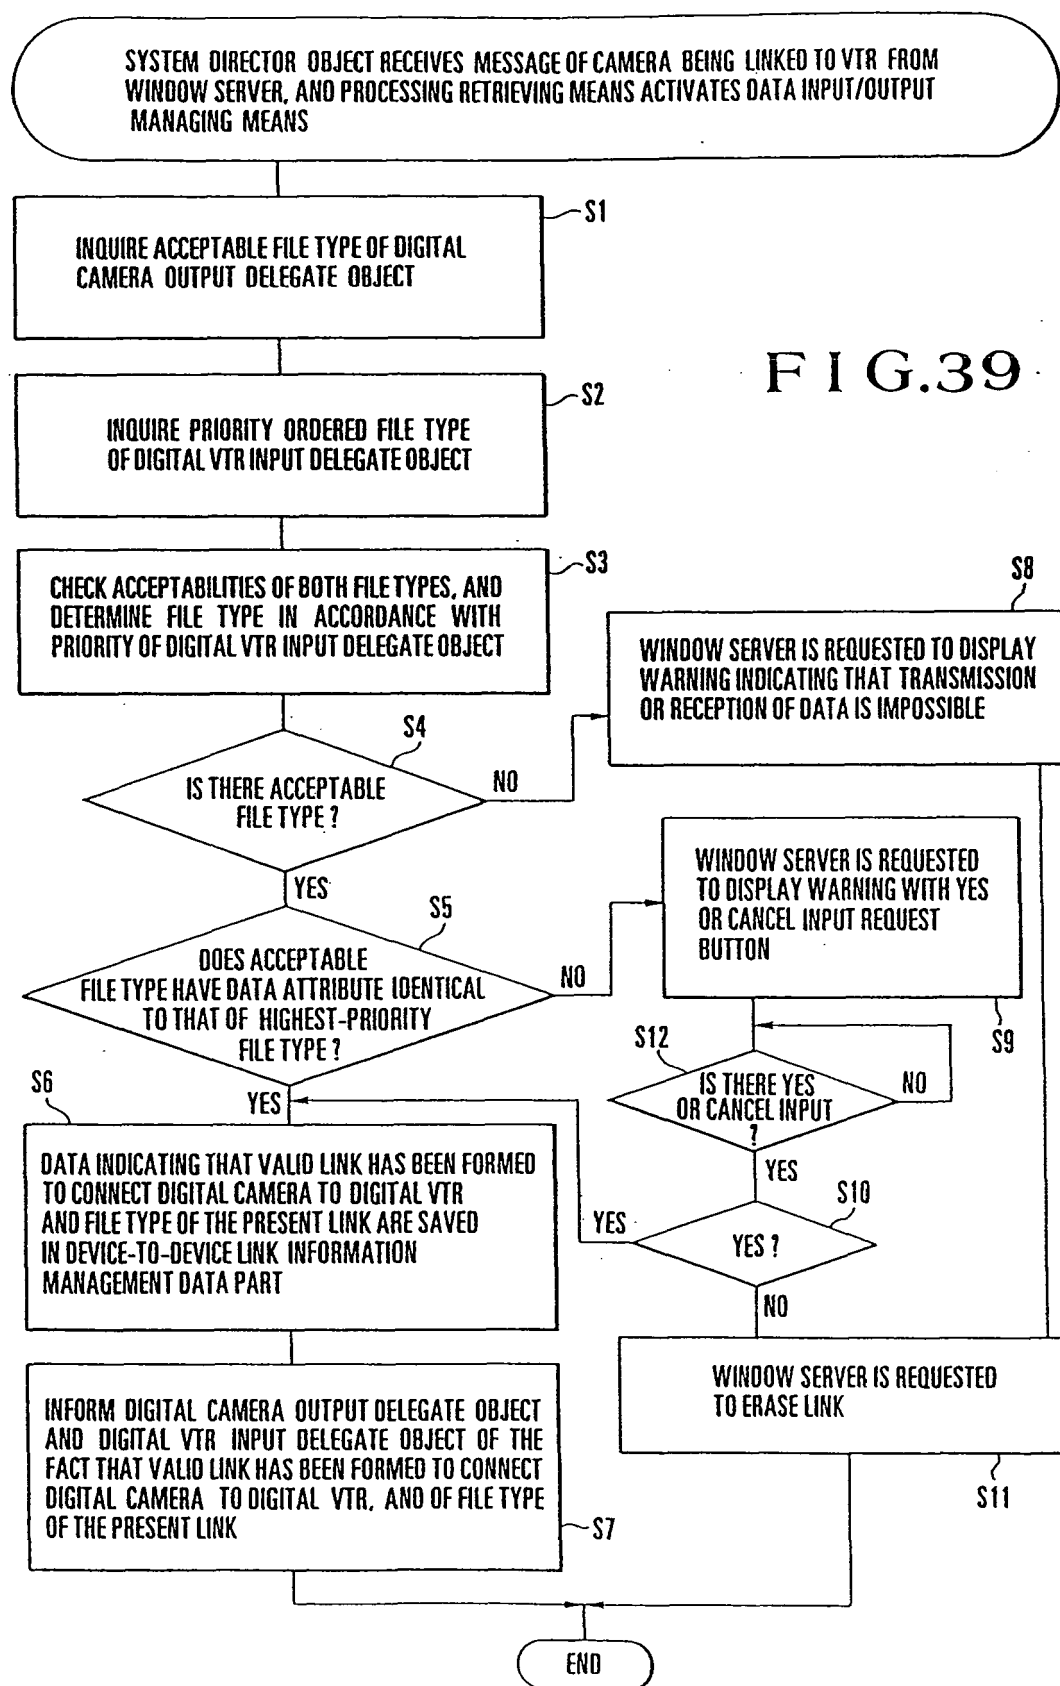 SYSTEM DIRECTOR OBJECT RECEIVES MESSAGE OF CAMERA BEING LINKED TO VTR FROM
WINDOW SERVER, AND PROCESSING RETRIEVING MEANS ACTIVATES DATA INPUT/OUTPUT
MANAGING MEANS
S1
INQUIRE ACCEPTABLE FILE TYPE OF DIGITAL
CAMERA OUTPUT DELEGATE OBJECT
FIG.39
S2
INQUIRE PRIORITY ORDERED FILE TYPE
OF DIGITAL VTR INPUT DELEGATE OBJECT
S3
CHECK ACCEPTABILITIES OF BOTH FILE TYPES, AND
DETERMINE FILE TYPE IN ACCORDANCE WITH
PRIORITY OF DIGITAL VTR INPUT DELEGATE OBJECT
S8
WINDOW SERVER IS REQUESTED TO DISPLAY
WARNING INDICATING THAT TRANSMISSION
OR RECEPTION OF DATA IS IMPOSSIBLE
S4
IS THERE ACCEPTABLE
FILE TYPE ?
NO
YES
S5
DOES ACCEPTABLE
FILE TYPE HAVE DATA ATTRIBUTE IDENTICAL
TO THAT OF HIGHEST-PRIORITY
FILE TYPE ?
NO
YES
WINDOW SERVER IS REQUESTED
TO DISPLAY WARNING WITH YES
OR CANCEL INPUT REQUEST
BUTTON
S9
S12
IS THERE YES
OR CANCEL INPUT
?
NO
YES
S6
DATA INDICATING THAT VALID LINK HAS BEEN FORMED
TO CONNECT DIGITAL CAMERA TO DIGITAL VTR
AND FILE TYPE OF THE PRESENT LINK ARE SAVED
IN DEVICE-TO-DEVICE LINK INFORMATION
MANAGEMENT DATA PART
S10
YES ?
YES
NO
WINDOW SERVER IS REQUESTED
TO ERASE LINK
S11
INFORM DIGITAL CAMERA OUTPUT DELEGATE OBJECT
AND DIGITAL VTR INPUT DELEGATE OBJECT OF THE
FACT THAT VALID LINK HAS BEEN FORMED TO CONNECT
DIGITAL CAMERA TO DIGITAL VTR, AND OF FILE TYPE
OF THE PRESENT LINK
S7
END